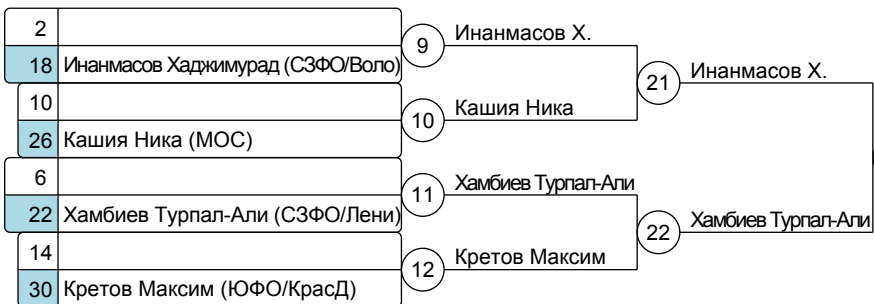 2
18 Инанмасов Хаджимурад (СЗФО/Воло)
9
Инанмасов Х.
10
26 Кашия Ника (МОС)
10
Кашия Ника
21
Инанмасов Х.
6
22 Хамбиев Турпал-Али (СЗФО/Лени)
11
Хамбиев Турпал-Али
14
30 Кретов Максим (ЮФО/КрасД)
12
Кретов Максим
22
Хамбиев Турпал-Али